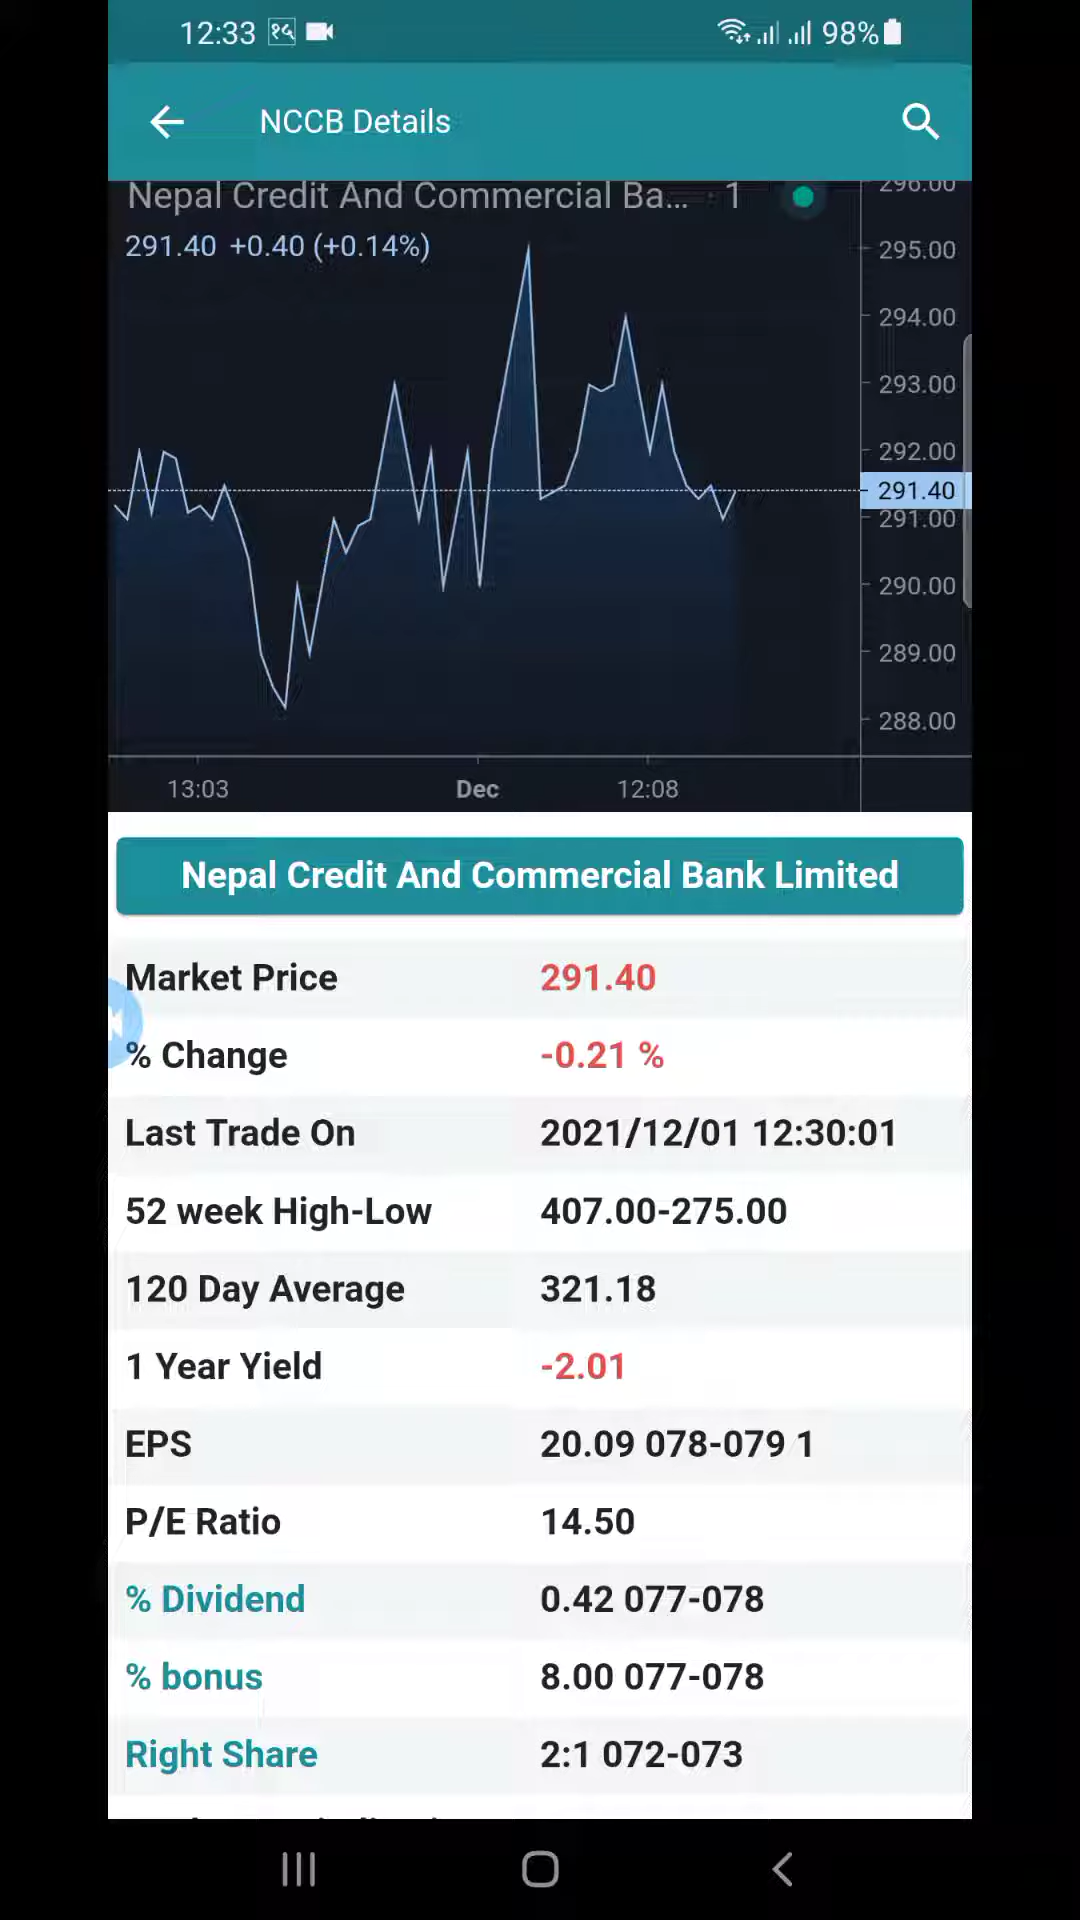 12:33 १५ 98%
NCCB Details
Nepal Credit And Commercial Ba... · 1
291.40 +0.40 (+0.14%)
296.00
295.00
294.00
293.00
292.00
291.40
291.00
290.00
289.00
288.00
13:03 Dec 12:08
Nepal Credit And Commercial Bank Limited
Market Price 291.40
% Change -0.21 %
Last Trade On 2021/12/01 12:30:01
52 week High-Low 407.00-275.00
120 Day Average 321.18
1 Year Yield -2.01
EPS 20.09 078-079 1
P/E Ratio 14.50
% Dividend 0.42 077-078
% bonus 8.00 077-078
Right Share 2:1 072-073